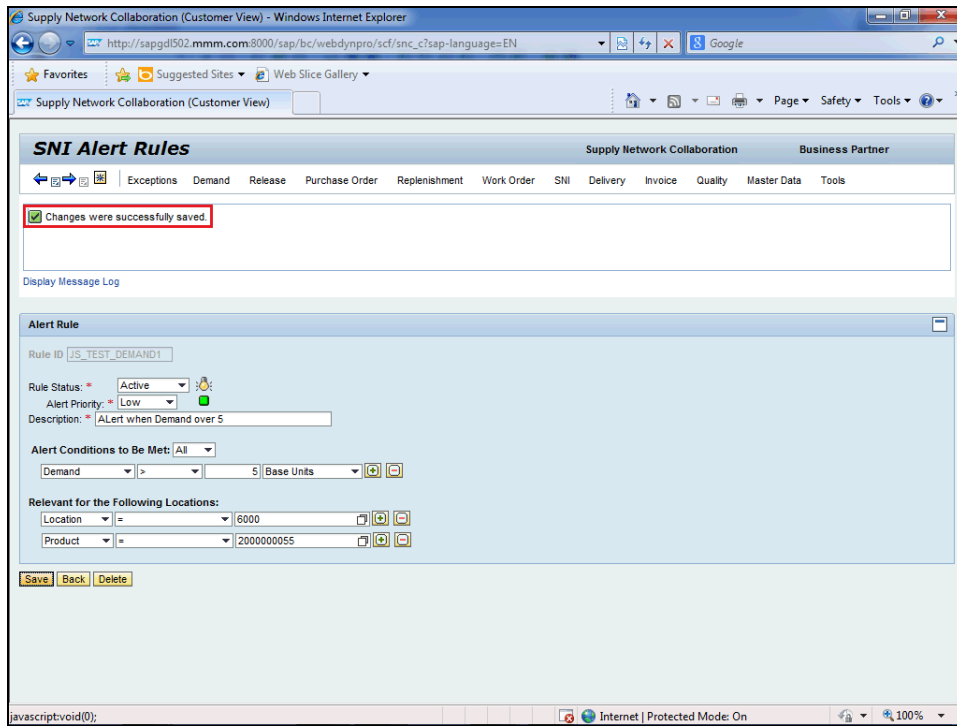 Supply Network Collaboration (Customer View) - Windows Internet Explorer
http://sapgdl502.mmm.com:8000/sap/bc/webdynpro/scf/snc_c?sap-language=EN
Google
Favorites Suggested Sites Web Slice Gallery
Supply Network Collaboration (Customer View)
Page Safety Tools
SNI Alert Rules Supply Network Collaboration Business Partner
Exceptions Demand Release Purchase Order Replenishment Work Order SNI Delivery Invoice Quality Master Data Tools
Changes were successfully saved.
Display Message Log
Alert Rule
Rule ID JS_TEST_DEMAND1
Rule Status: * Active
Alert Priority: * Low
Description: * ALert when Demand over 5
Alert Conditions to Be Met: All
Demand > 5 Base Units
Relevant for the Following Locations:
Location = 6000
Product = 2000000055
Save Back Delete
javascript:void(0); Internet | Protected Mode: On 100%